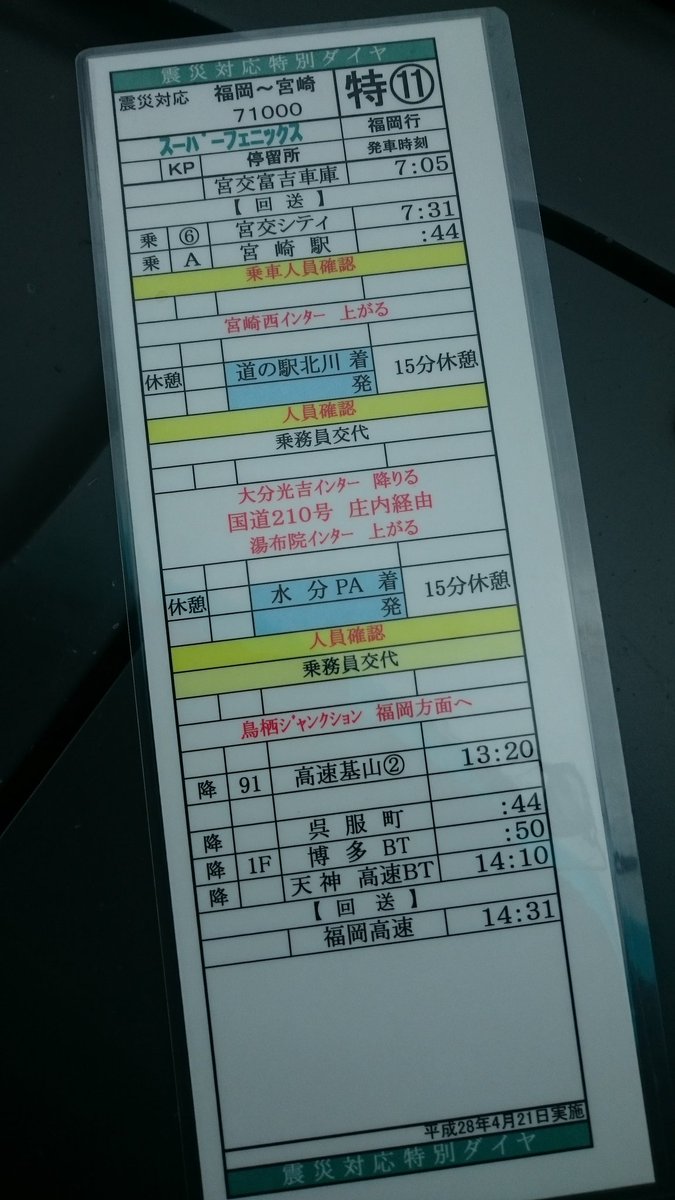 震災対応特別ダイヤ
震災対応 福岡～宮崎 特⑪
71000
スーパーフェニックス 福岡行
KP 停留所 発車時刻
宮交富吉車庫 7:05
【 回 送 】
乗 ⑥ 宮交シティ 7:31
乗 A 宮 崎 駅 :44
乗車人員確認
宮崎西インター 上がる
休憩 道の駅北川 着 15分休憩
発
人員確認
乗務員交代
大分光吉インター 降りる
国道210号 庄内経由
湯布院インター 上がる
休憩 水 分 PA 着 15分休憩
発
人員確認
乗務員交代
鳥栖ジャンクション 福岡方面へ
降 91 高速基山② 13:20
降 呉 服 町 :44
降 1F 博 多 BT :50
降 天神 高速BT 14:10
【 回 送 】
福岡高速 14:31
平成28年4月21日実施
震災対応特別ダイヤ